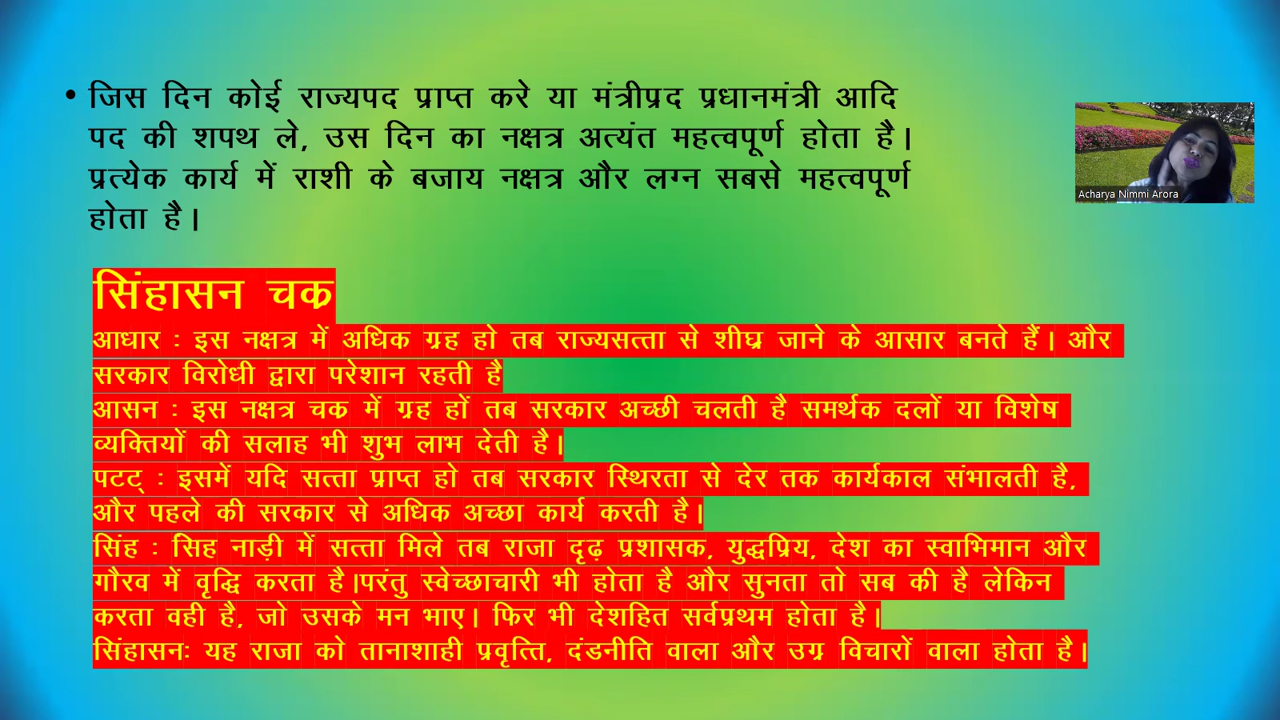 • जिस दिन कोई राज्यपद प्राप्त करे या मंत्रीप्रद प्रधानमंत्री आदि
पद की शपथ ले, उस दिन का नक्षत्र अत्यंत महत्वपूर्ण होता है।
प्रत्येक कार्य में राशी के बजाय नक्षत्र और लग्न सबसे महत्वपूर्ण
होता है।
Acharya Nimmi Arora
सिंहासन चक्र
आधार : इस नक्षत्र में अधिक ग्रह हो तब राज्यसत्ता से शीघ्र जाने के आसार बनते हैं। और
सरकार विरोधी द्वारा परेशान रहती है
आसन : इस नक्षत्र चक्र में ग्रह हों तब सरकार अच्छी चलती है समर्थक दलों या विशेष
व्यक्तियों की सलाह भी शुभ लाभ देती है।
पटट् : इसमें यदि सत्ता प्राप्त हो तब सरकार स्थिरता से देर तक कार्यकाल संभालती है,
और पहले की सरकार से अधिक अच्छा कार्य करती है।
सिंह : सिह नाड़ी में सत्ता मिले तब राजा दृढ़ प्रशासक, युद्धप्रिय, देश का स्वाभिमान और
गौरव में वृद्धि करता है।परंतु स्वेच्छाचारी भी होता है और सुनता तो सब की है लेकिन
करता वही है, जो उसके मन भाए। फिर भी देशहित सर्वप्रथम होता है।
सिंहासनः यह राजा को तानाशाही प्रवृत्ति, दंडनीति वाला और उग्र विचारों वाला होता है।